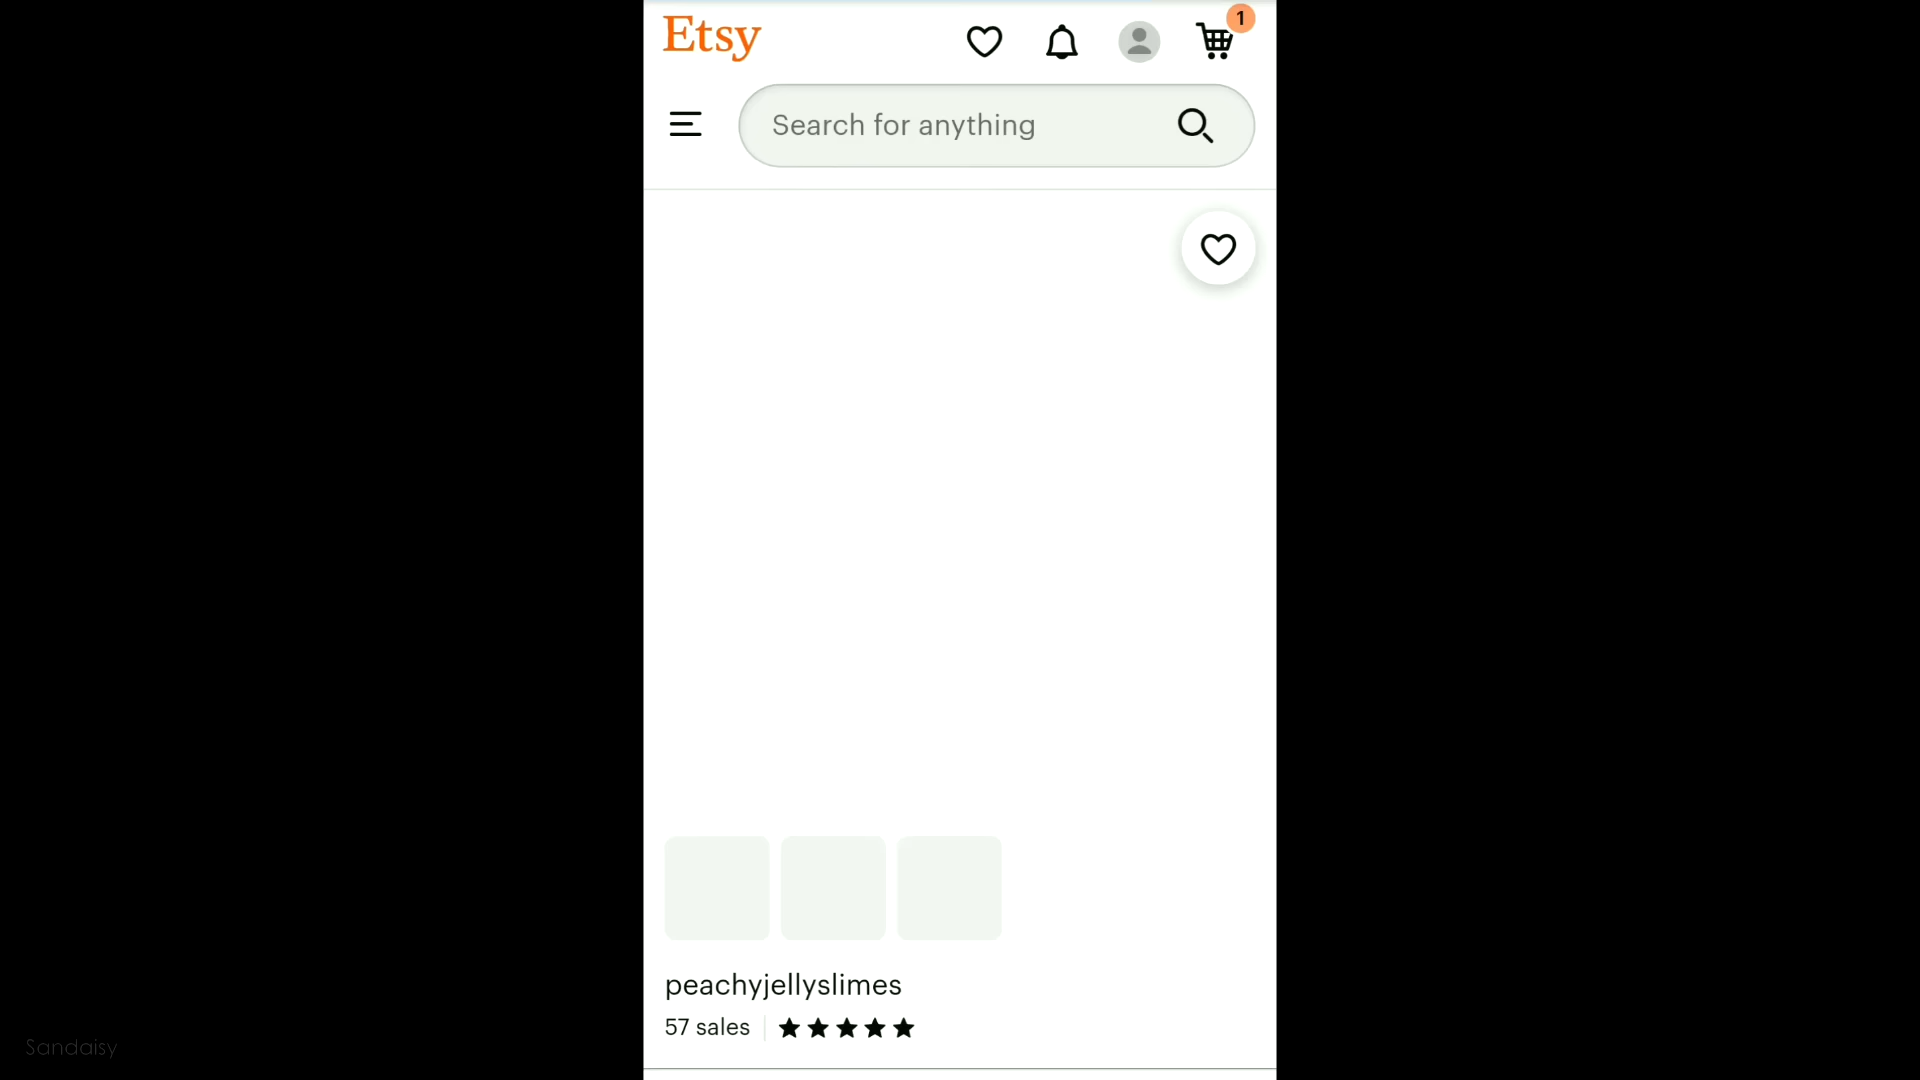 Etsy
1
Search for anything
peachyjellyslimes
57 sales
Sandaisy